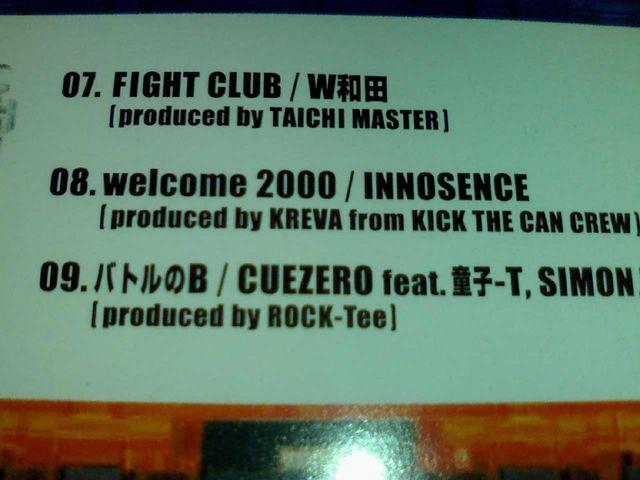 07. FIGHT CLUB / W和田
[produced by TAICHI MASTER]
08. welcome 2000 / INNOSENCE
[produced by KREVA from KICK THE CAN CREW]
09. バトルのB / CUEZERO feat. 童子-T, SIMON
[produced by ROCK-Tee]